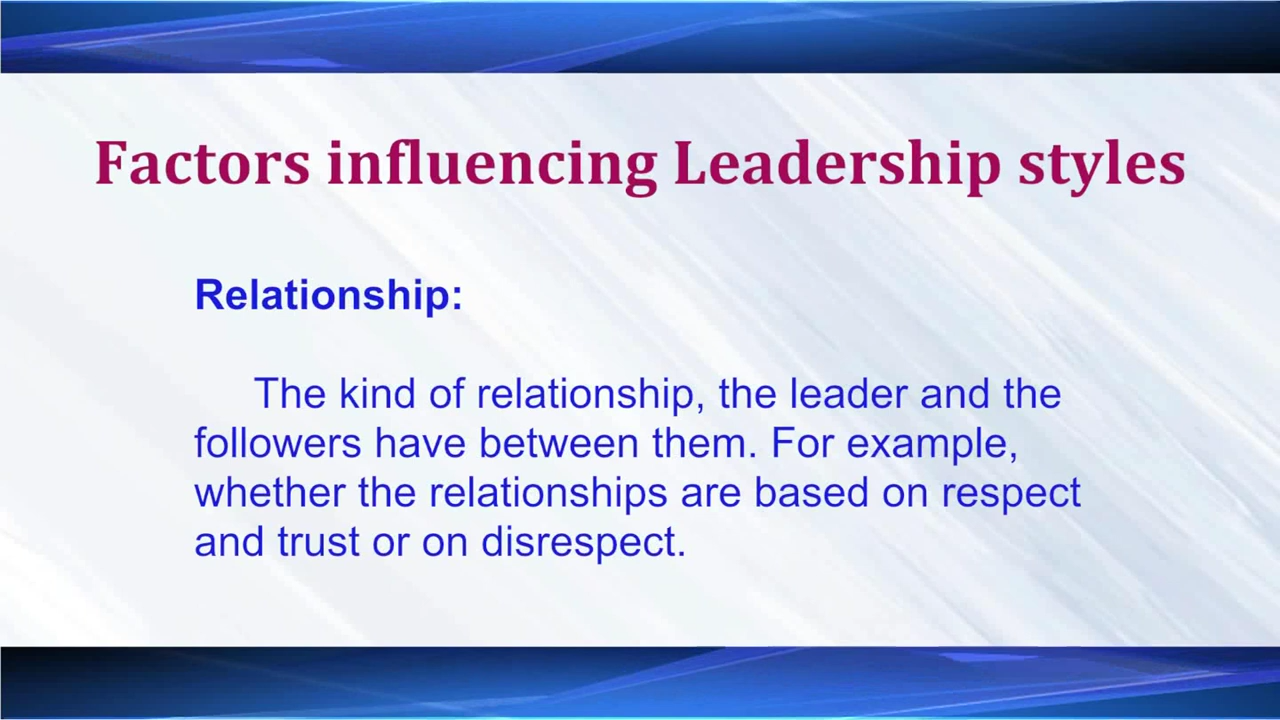 Factors influencing Leadership styles
Relationship:
The kind of relationship, the leader and the
followers have between them. For example,
whether the relationships are based on respect
and trust or on disrespect.